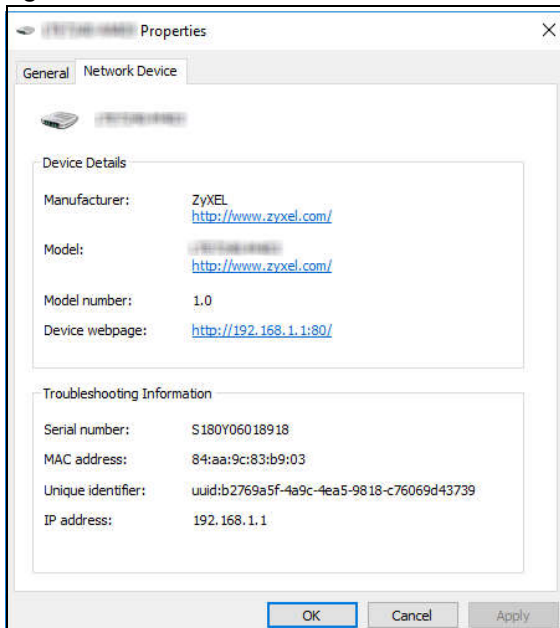 Properties
General Network Device
Device Details
Manufacturer: ZyXEL
http://www.zyxel.com/
Model:
http://www.zyxel.com/
Model number: 1.0
Device webpage: http://192.168.1.1:80/
Troubleshooting Information
Serial number: S180Y06018918
MAC address: 84:aa:9c:83:b9:03
Unique identifier: uuid:b2769a5f-4a9c-4ea5-9818-c76069d43739
IP address: 192.168.1.1
OK Cancel Apply